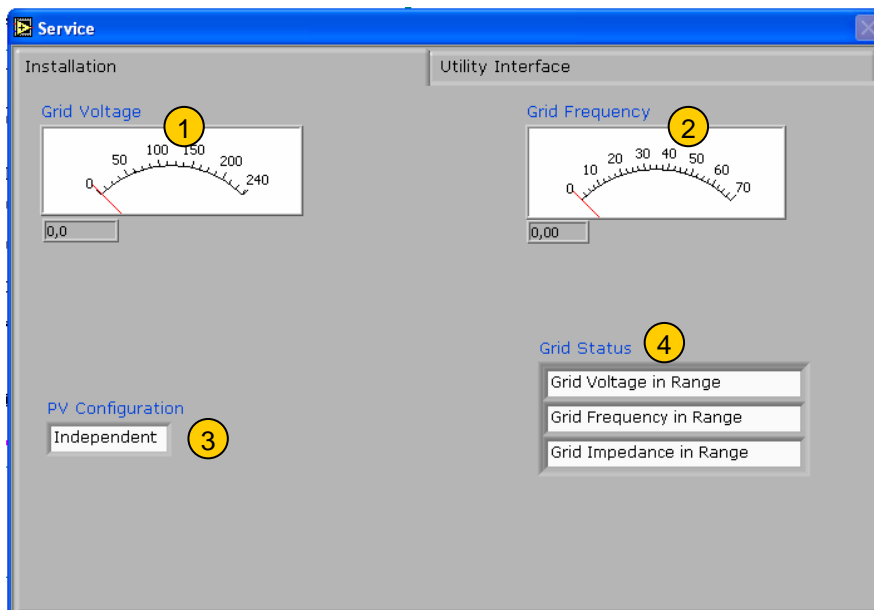 Service
Installation
Utility Interface
Grid Voltage
1
0 50 100 150 200 240
0,0
Grid Frequency
2
0 10 20 30 40 50 60 70
0,00
Grid Status
4
Grid Voltage in Range
Grid Frequency in Range
Grid Impedance in Range
PV Configuration
Independent
3